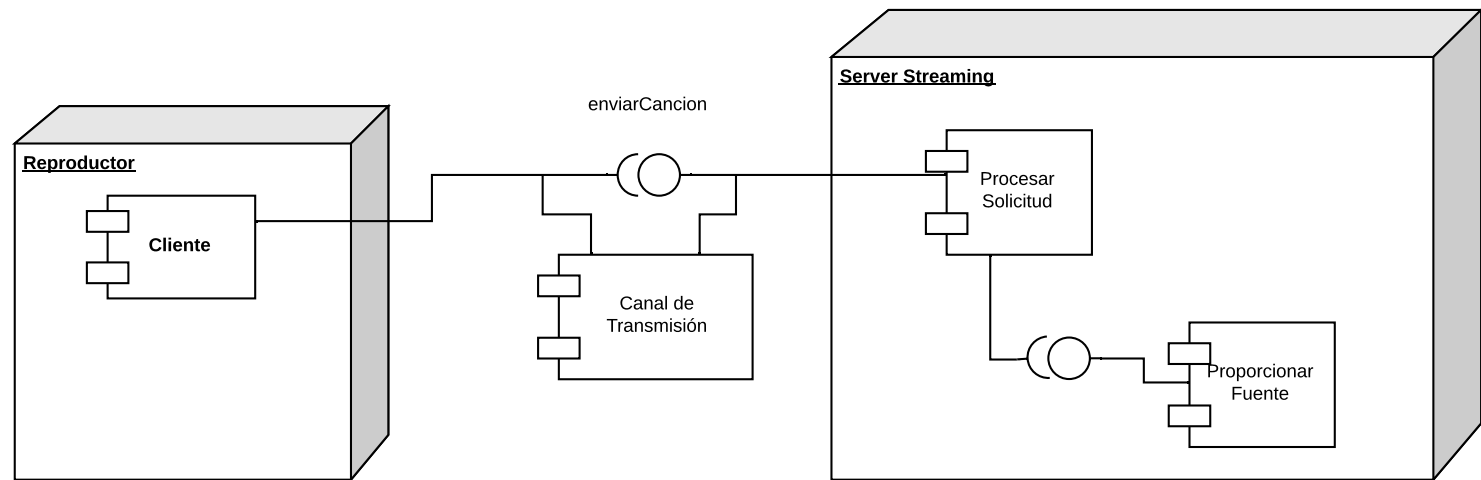 enviarCancion
Server Streaming
Reproductor
Cliente
Procesar
Solicitud
Canal de
Transmisión
Proporcionar
Fuente